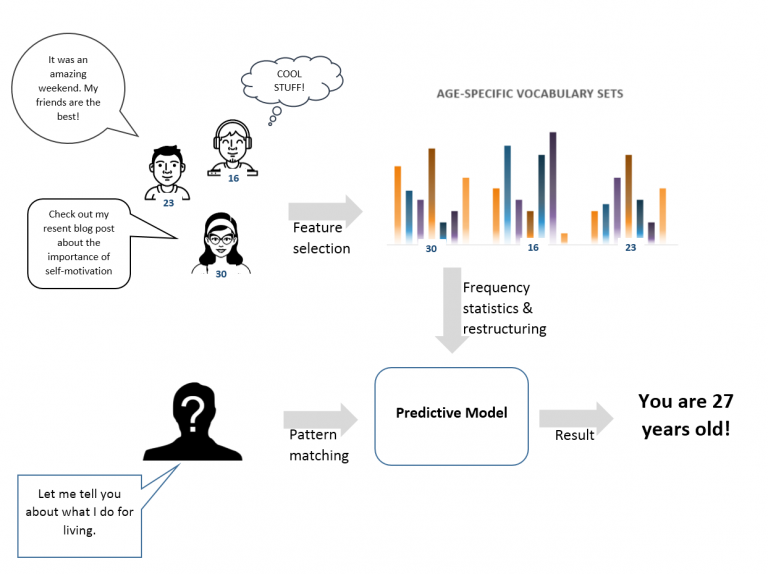 It was an
amazing
weekend. My
friends are the
best!
COOL
STUFF!
23
16
Check out my
resent blog post
about the
importance of
self-motivation
30
Feature
selection
AGE-SPECIFIC VOCABULARY SETS
30
16
23
Frequency
statistics &
restructuring
?
Let me tell you
about what I do for
living.
Pattern
matching
Predictive Model
Result
You are 27
years old!